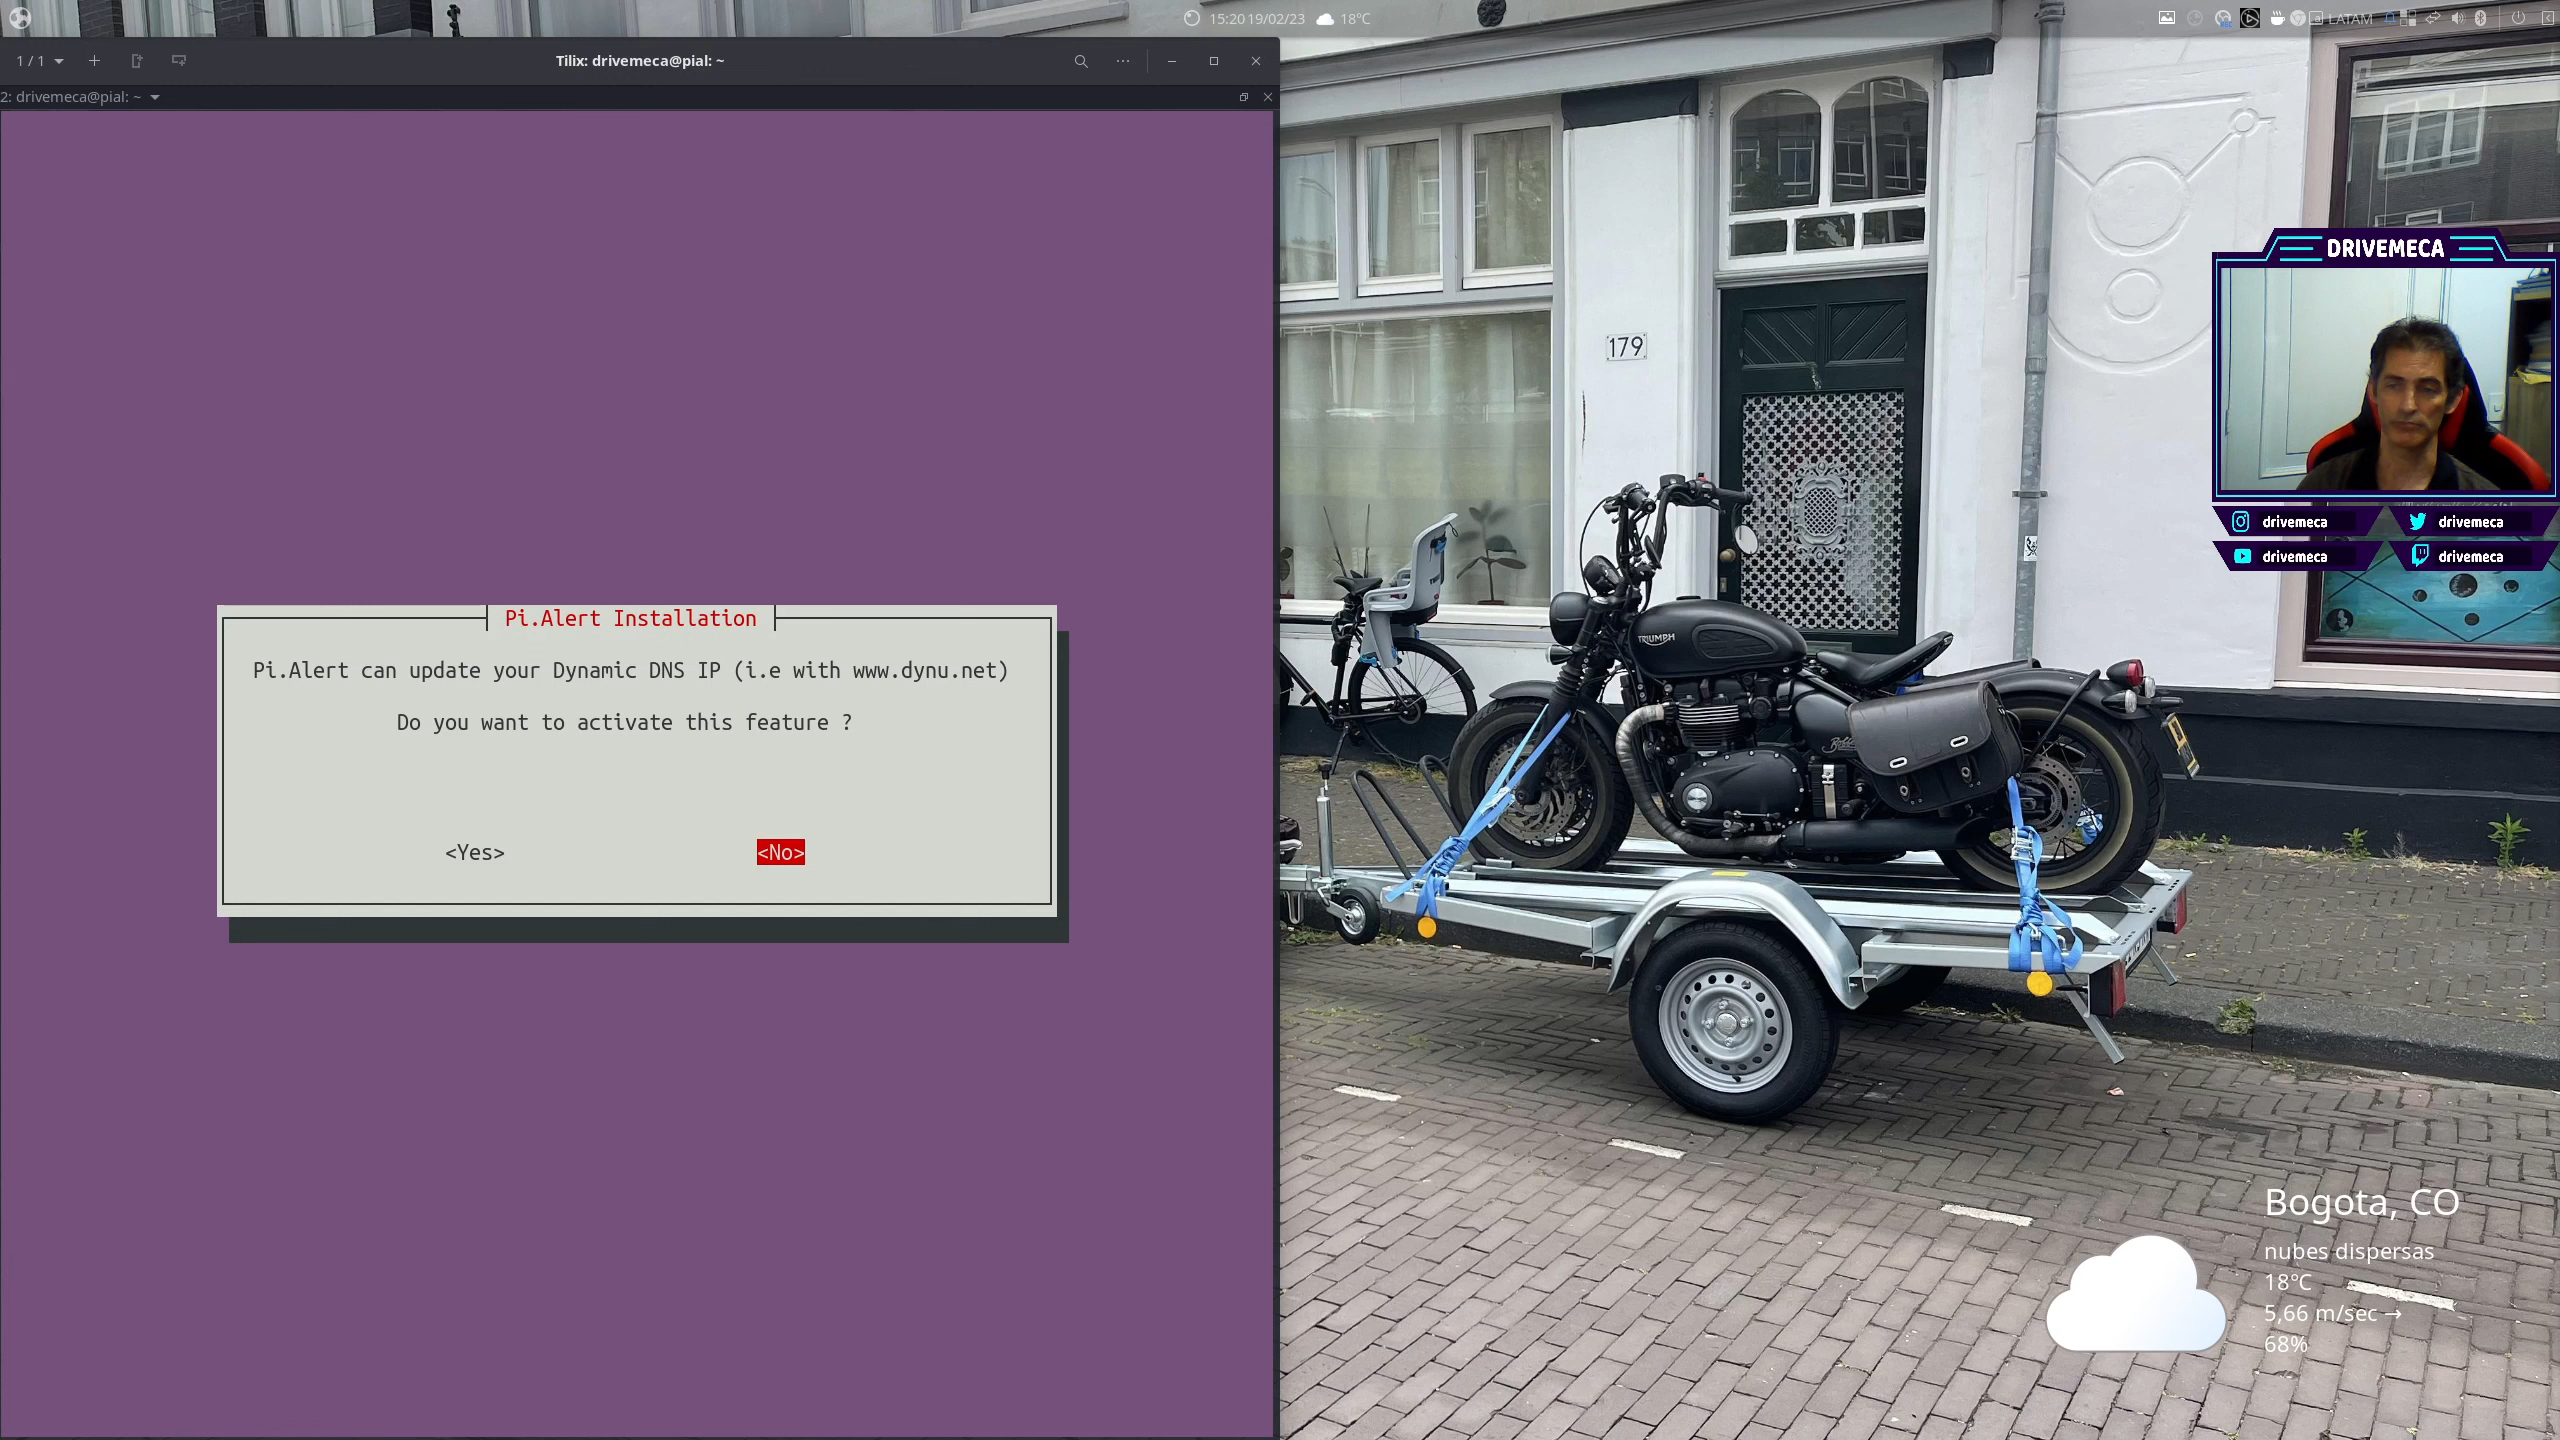 15:20 19/02/23 18°C
LATAM
1 / 1
Tilix: drivemeca@pial: ~
2: drivemeca@pial: ~
Pi.Alert Installation
Pi.Alert can update your Dynamic DNS IP (i.e with www.dynu.net)
Do you want to activate this feature ?
<Yes>
<No>
179
TRIUMPH
DRIVEMECA
drivemeca
drivemeca
drivemeca
drivemeca
Bogota, CO
nubes dispersas
18°C
5,66 m/sec →
68%